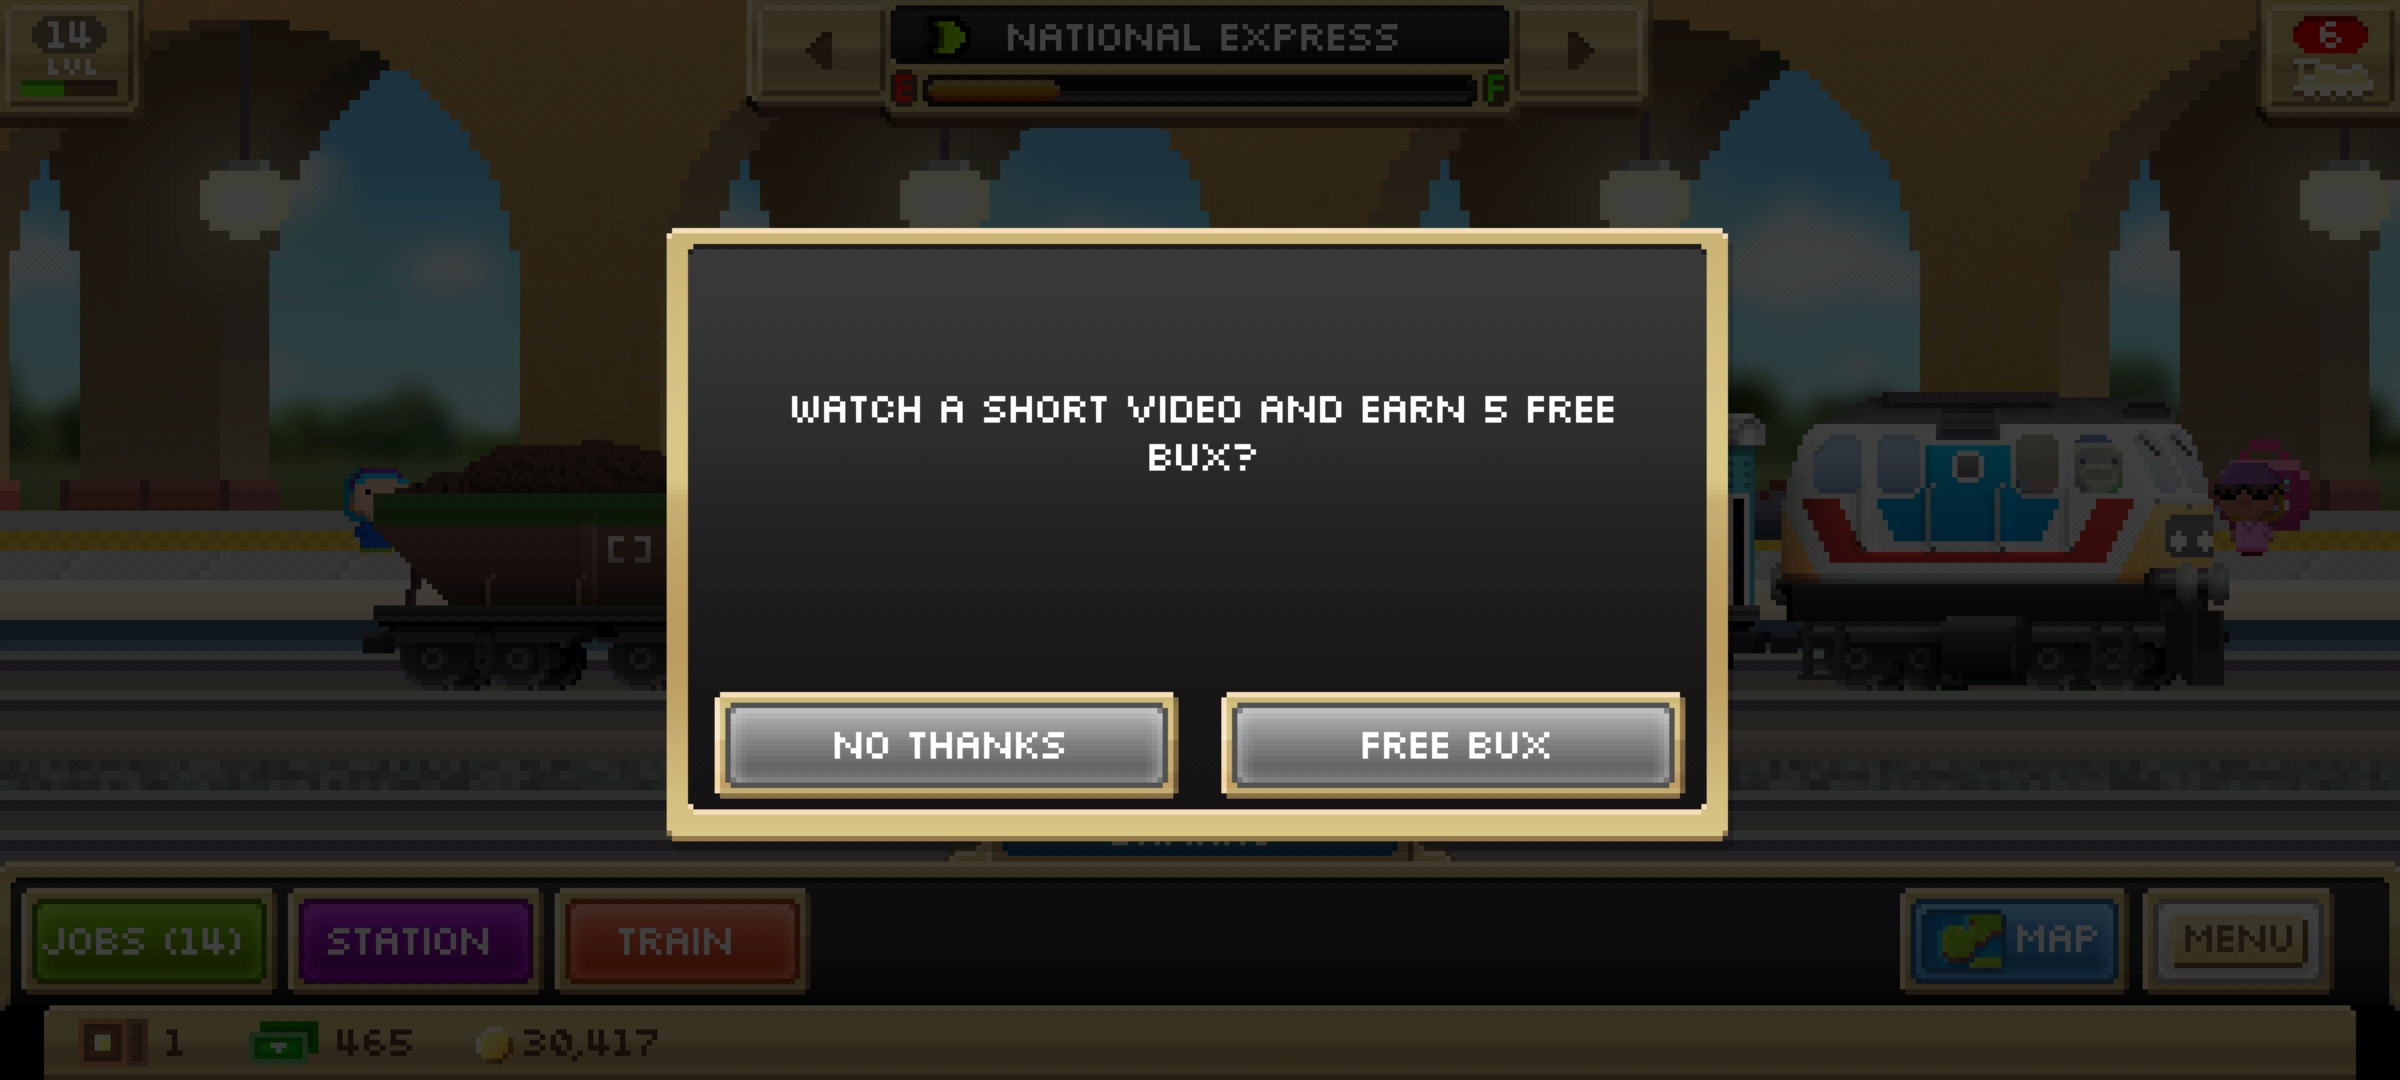 14
LVL
NATIONAL EXPRESS
E F
6
WATCH A SHORT VIDEO AND EARN 5 FREE
BUX?
NO THANKS
FREE BUX
JOBS (14)
STATION
TRAIN
MAP
MENU
1
465
30,417